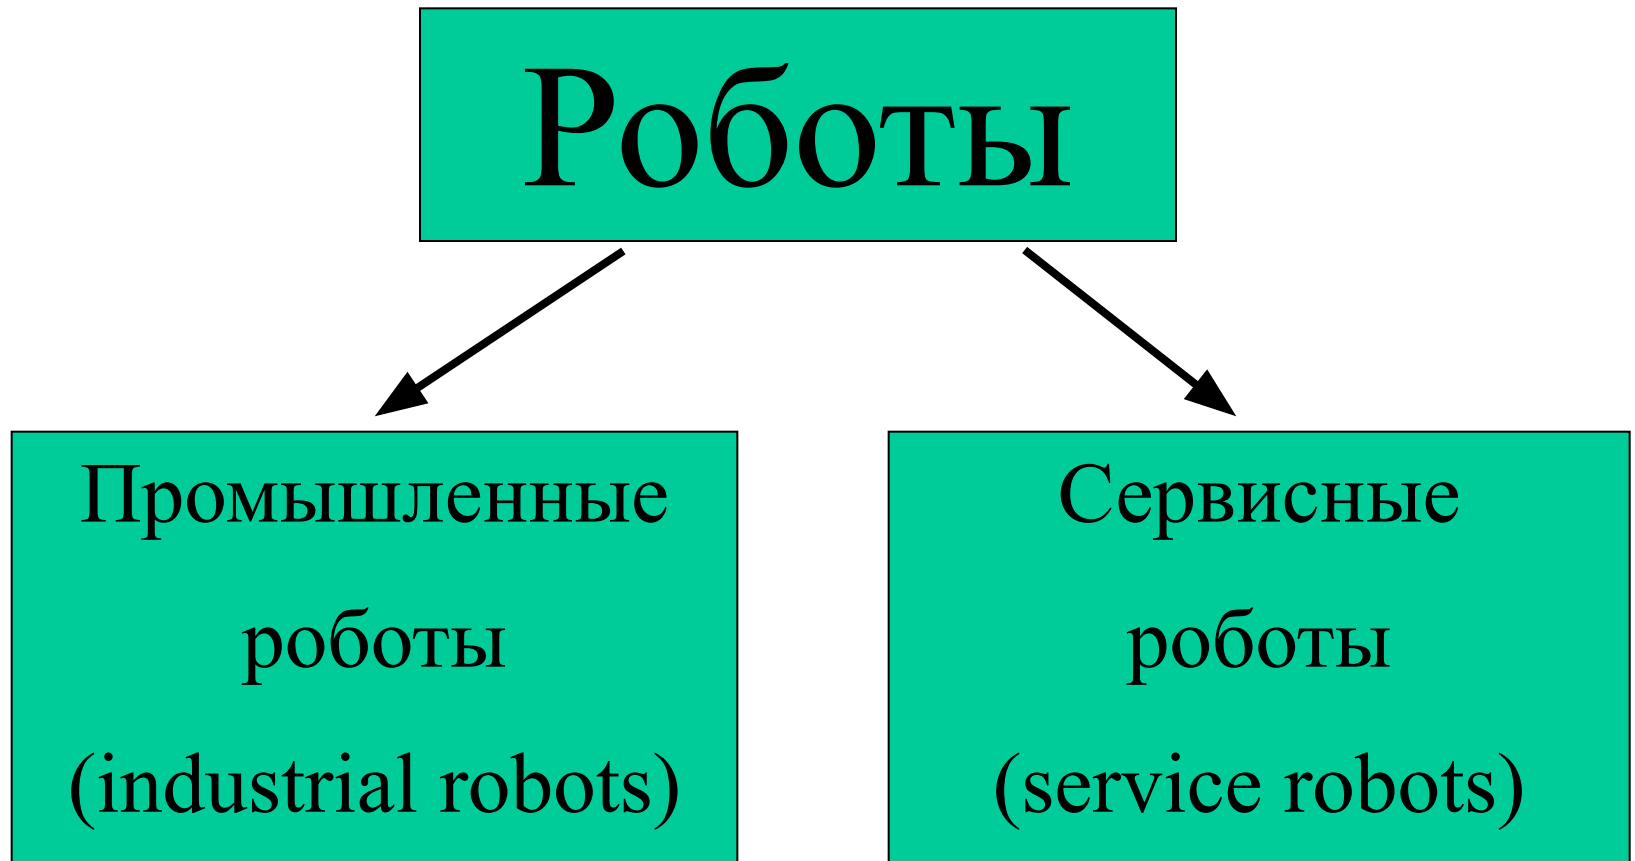 Роботы
Промышленные
роботы
(industrial robots)
Сервисные
роботы
(service robots)